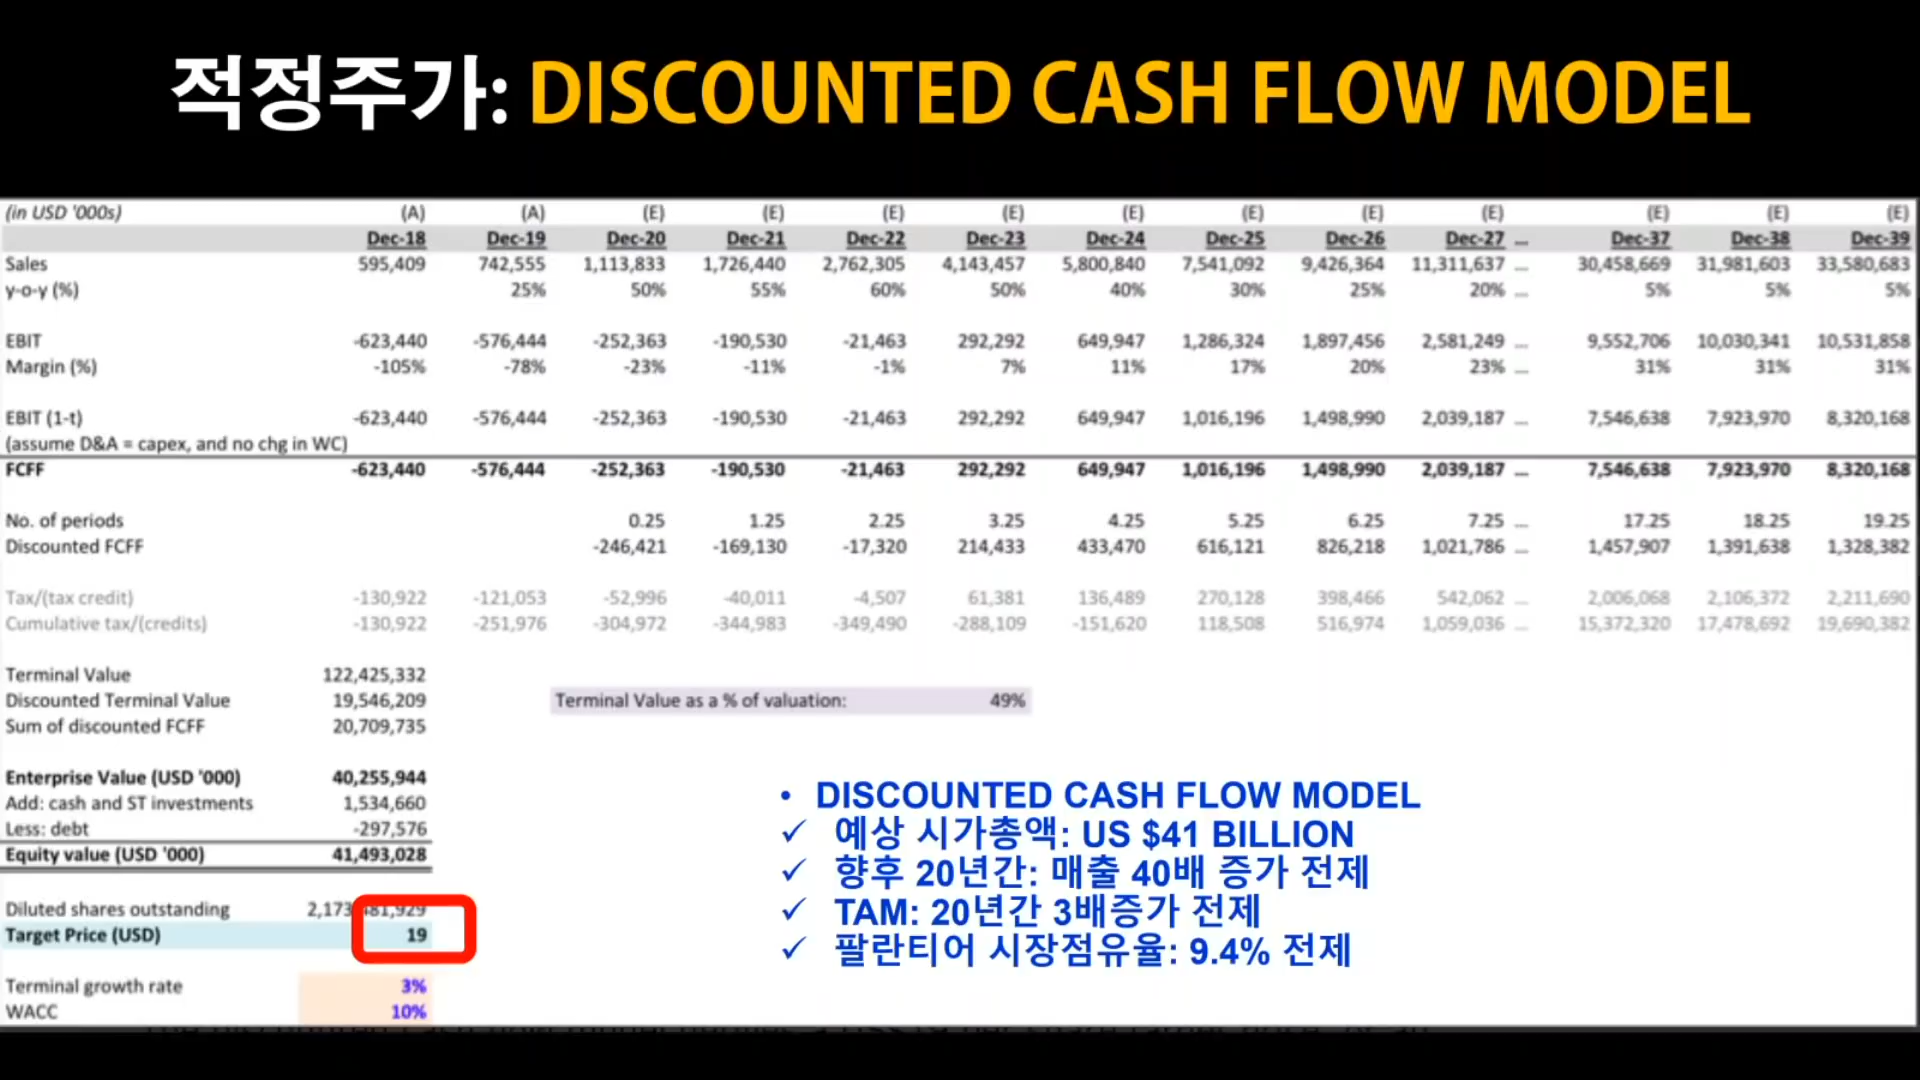 적정주가: DISCOUNTED CASH FLOW MODEL
(in USD '000s) (A) (A) (E) (E) (E) (E) (E) (E) (E) (E) (E) (E) (E)
Dec-18 Dec-19 Dec-20 Dec-21 Dec-22 Dec-23 Dec-24 Dec-25 Dec-26 Dec-27 ... Dec-37 Dec-38 Dec-39
Sales 595,409 742,555 1,113,833 1,726,440 2,762,305 4,143,457 5,800,840 7,541,092 9,426,364 11,311,637 ... 30,458,669 31,981,603 33,580,683
y-o-y (%) 25% 50% 55% 60% 50% 40% 30% 25% 20% ... 5% 5% 5%
EBIT -623,440 -576,444 -252,363 -190,530 -21,463 292,292 649,947 1,286,324 1,897,456 2,581,249 ... 9,552,706 10,030,341 10,531,858
Margin (%) -105% -78% -23% -11% -1% 7% 11% 17% 20% 23% ... 31% 31% 31%
EBIT (1-t) -623,440 -576,444 -252,363 -190,530 -21,463 292,292 649,947 1,016,196 1,498,990 2,039,187 ... 7,546,638 7,923,970 8,320,168
(assume D&A = capex, and no chg in WC)
FCFF -623,440 -576,444 -252,363 -190,530 -21,463 292,292 649,947 1,016,196 1,498,990 2,039,187 ... 7,546,638 7,923,970 8,320,168
No. of periods 0.25 1.25 2.25 3.25 4.25 5.25 6.25 7.25 ... 17.25 18.25 19.25
Discounted FCFF -246,421 -169,130 -17,320 214,433 433,470 616,121 826,218 1,021,786 ... 1,457,907 1,391,638 1,328,382
Tax/(tax credit) -130,922 -121,053 -52,996 -40,011 -4,507 61,381 136,489 270,128 398,466 542,062 ... 2,006,068 2,106,372 2,211,690
Cumulative tax/(credits) -130,922 -251,976 -304,972 -344,983 -349,490 -288,109 -151,620 118,508 516,974 1,059,036 ... 15,372,320 17,478,692 19,690,382
Terminal Value 122,425,332
Discounted Terminal Value 19,546,209 Terminal Value as a % of valuation: 49%
Sum of discounted FCFF 20,709,735
Enterprise Value (USD '000) 40,255,944
Add: cash and ST investments 1,534,660
Less: debt -297,576
Equity value (USD '000) 41,493,028
Diluted shares outstanding 2,173,481,929
Target Price (USD) 19
Terminal growth rate 3%
WACC 10%
• DISCOUNTED CASH FLOW MODEL
✓ 예상 시가총액: US $41 BILLION
✓ 향후 20년간: 매출 40배 증가 전제
✓ TAM: 20년간 3배증가 전제
✓ 팔란티어 시장점유율: 9.4% 전제